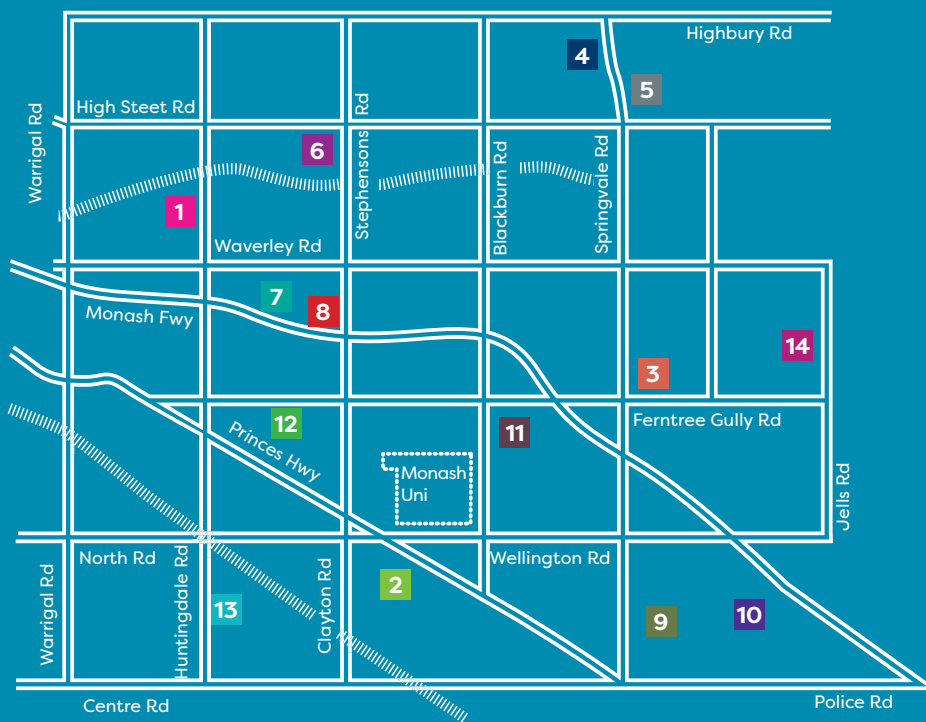 Highbury Rd
4
5
High Steet Rd
Warrigal Rd
Stephensons Rd
6
Blackburn Rd
Springvale Rd
1
Waverley Rd
7
8
Monash Fwy
14
3
12
11
Ferntree Gully Rd
Princes Hwy
Monash
Uni
Jells Rd
North Rd
Wellington Rd
Warrigal Rd
Huntingdale Rd
13
Clayton Rd
2
9
10
Centre Rd
Police Rd